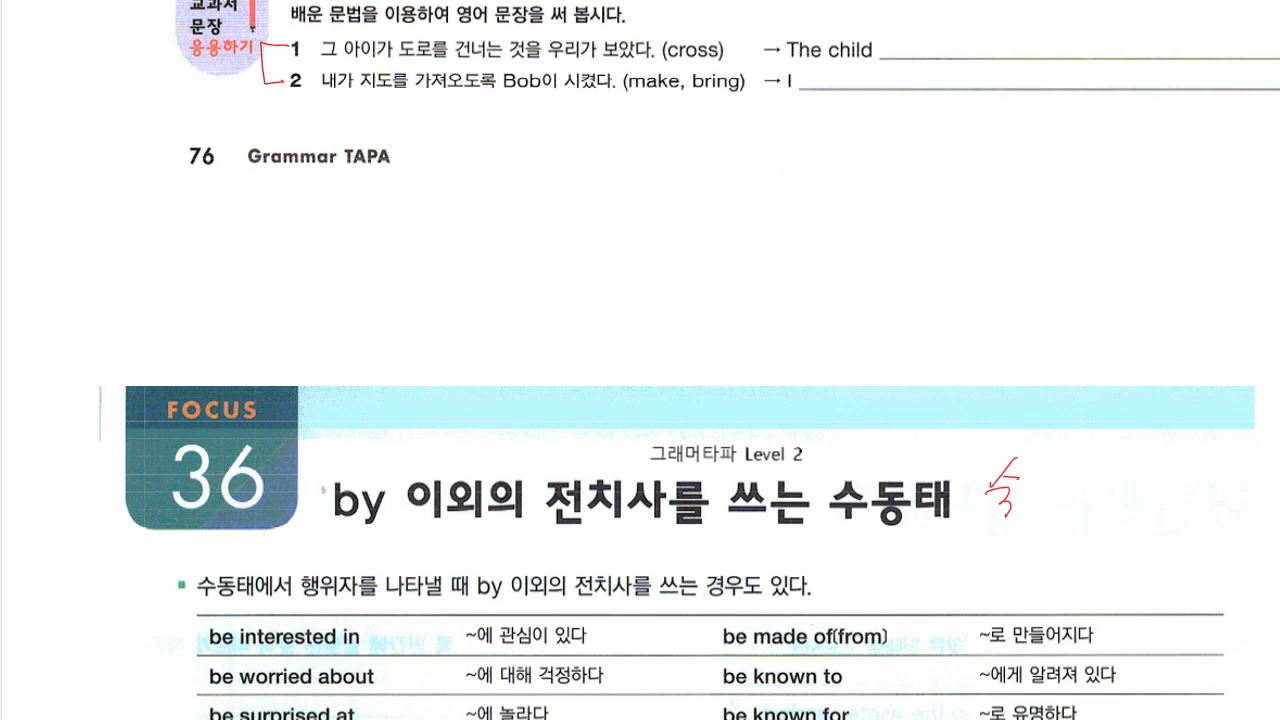 교과서
배운 문법을 이용하여 영어 문장을 써 봅시다.
문장
응용하기
1 그 아이가 도로를 건너는 것을 우리가 보았다. (cross) → The child
2 내가 지도를 가져오도록 Bob이 시켰다. (make, bring) → I
76 Grammar TAPA
FOCUS
36
그래머타파 Level 2
by 이외의 전치사를 쓰는 수동태
수동태에서 행위자를 나타낼 때 by 이외의 전치사를 쓰는 경우도 있다.
be interested in ~에 관심이 있다 be made of(from) ~로 만들어지다
be worried about ~에 대해 걱정하다 be known to ~에게 알려져 있다
be surprised at ~에 놀라다 be known for ~로 유명하다